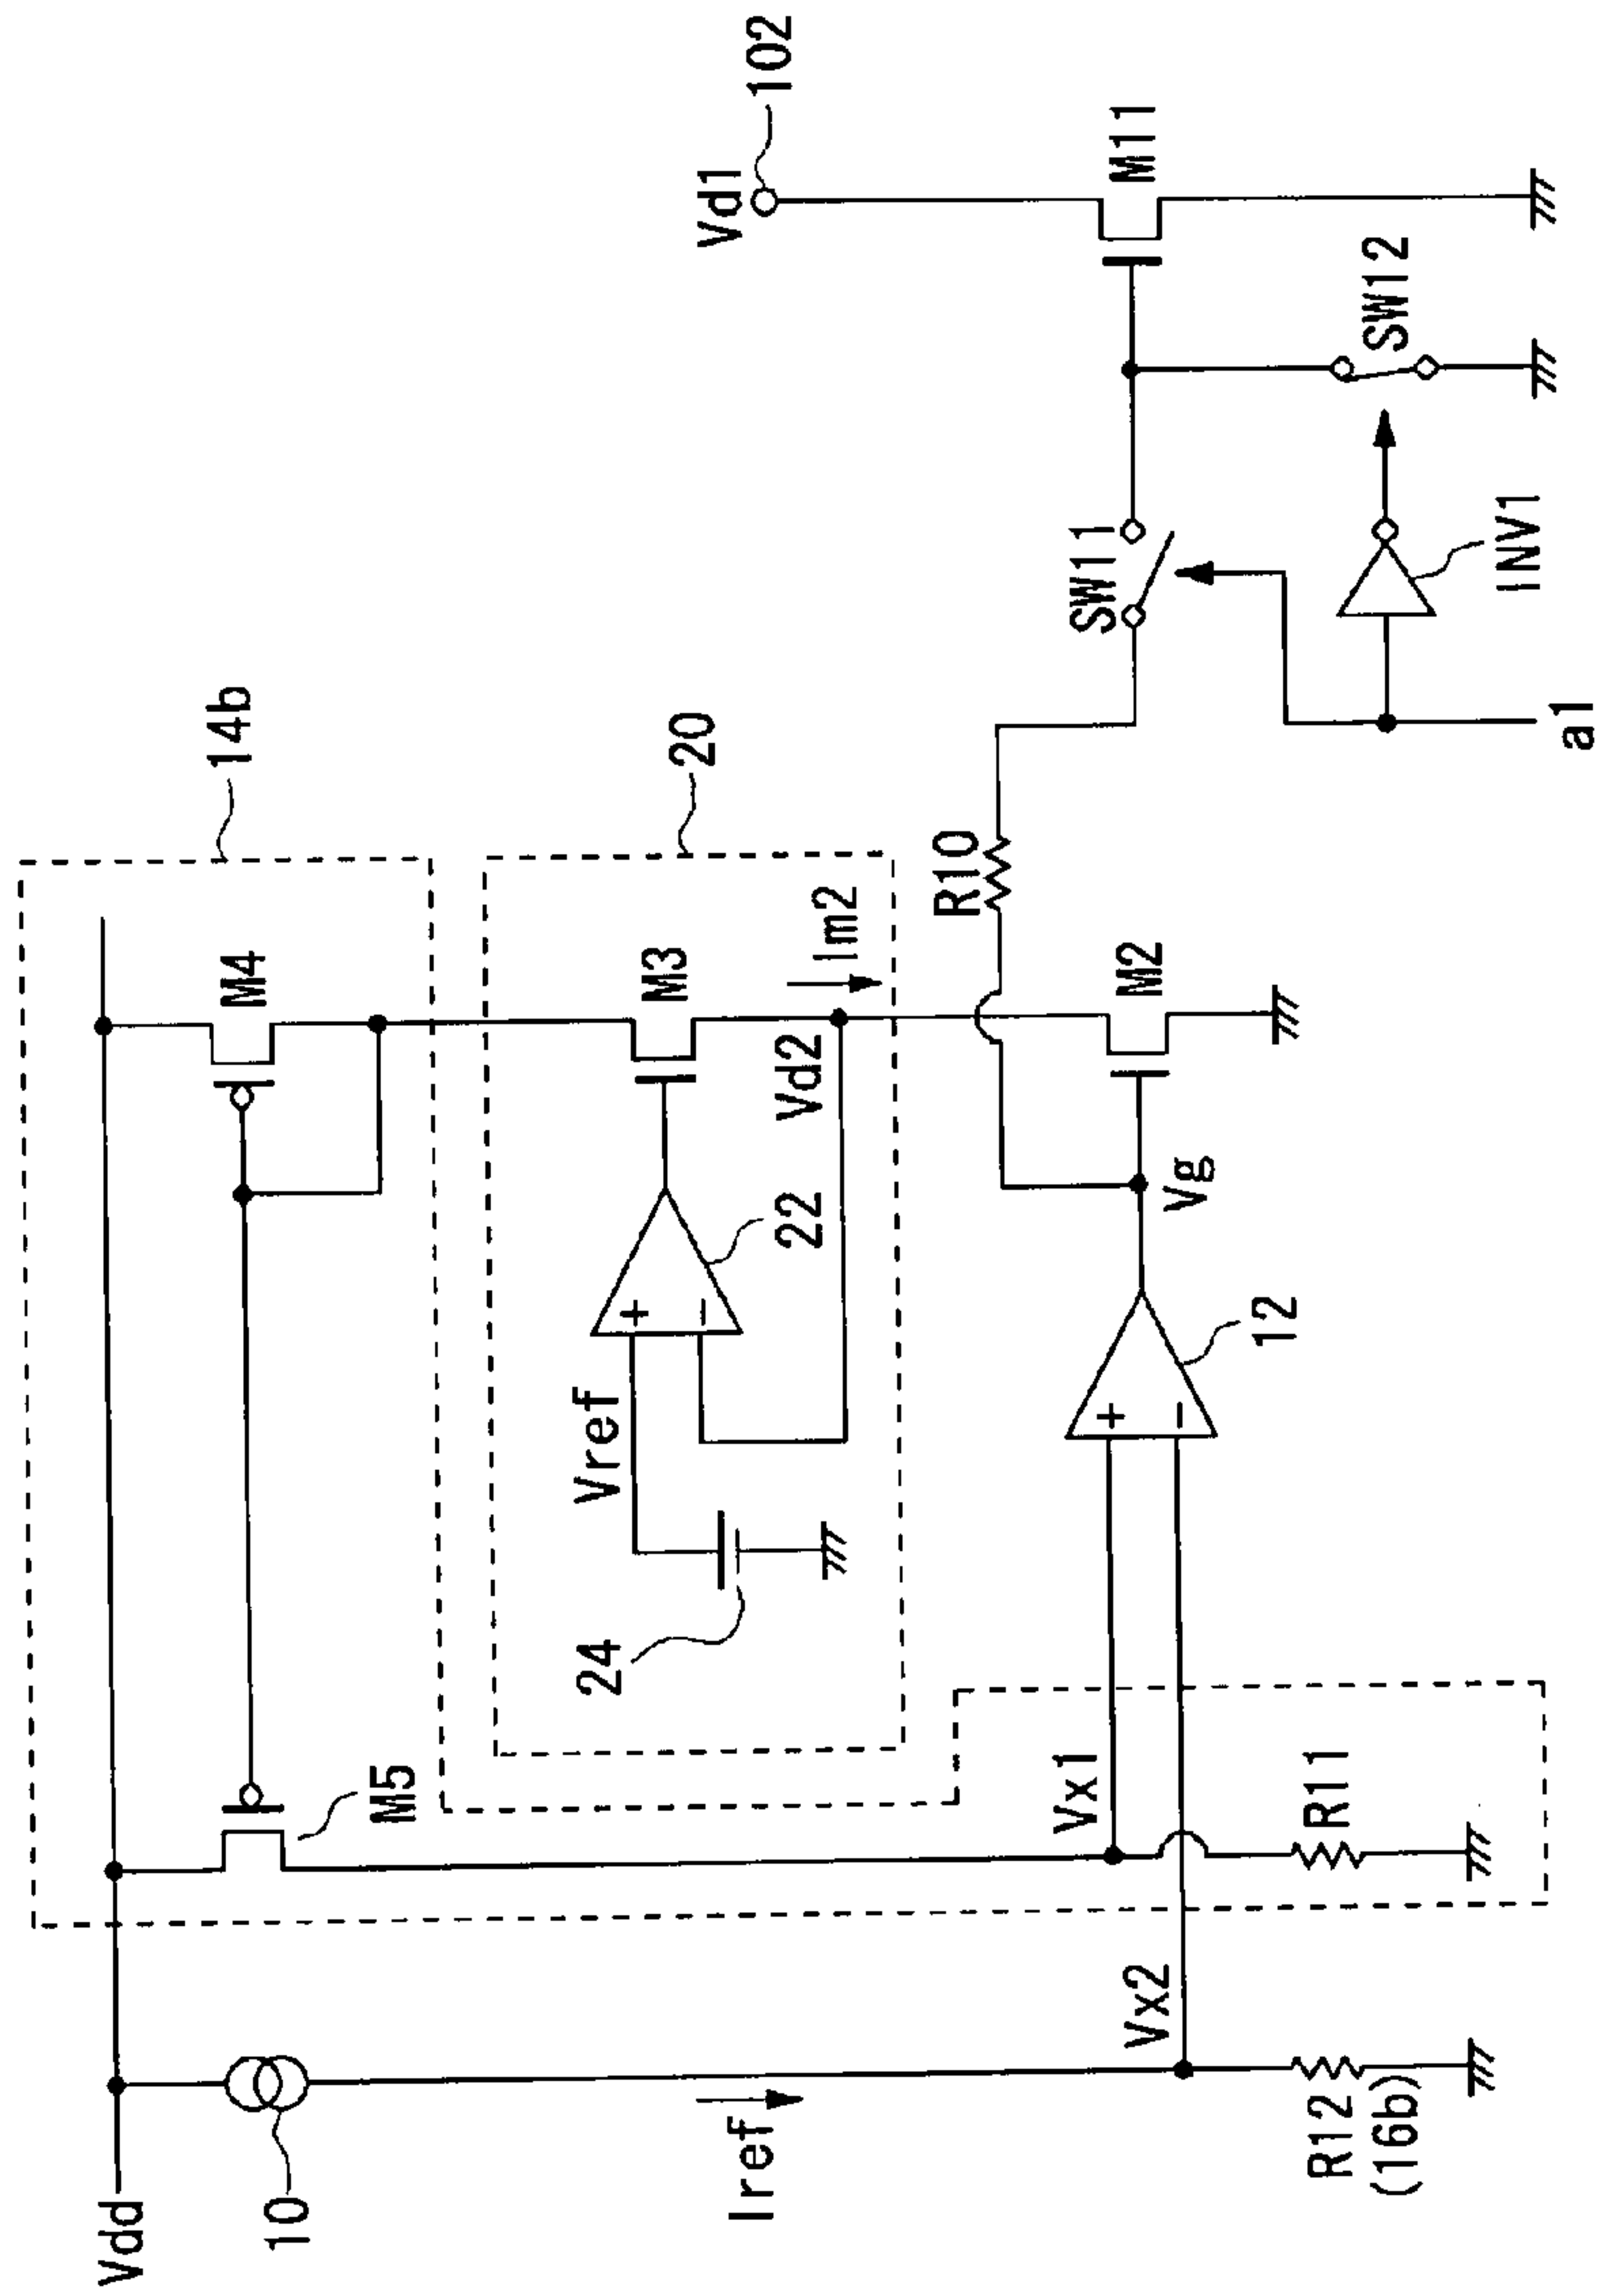 Vdd
10
Iref
Vx2
R12
(16b)
14b
M5
M4
Vx1
R11
20
24
Vref
22
M3
Im2
Vd2
12
Vg
M2
R10
SW11
a1
INV1
SW12
M11
Vd1
102
+
−
+
−